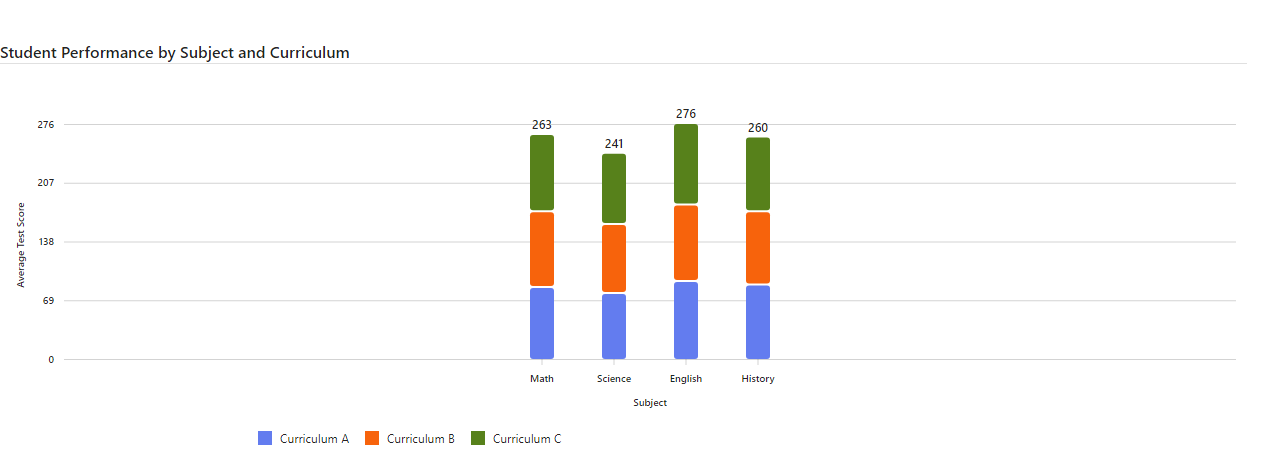 Student Performance by Subject and Curriculum
276
263
241
276
260
207
138
69
0
Average Test Score
Math Science English History
Subject
Curriculum A Curriculum B Curriculum C